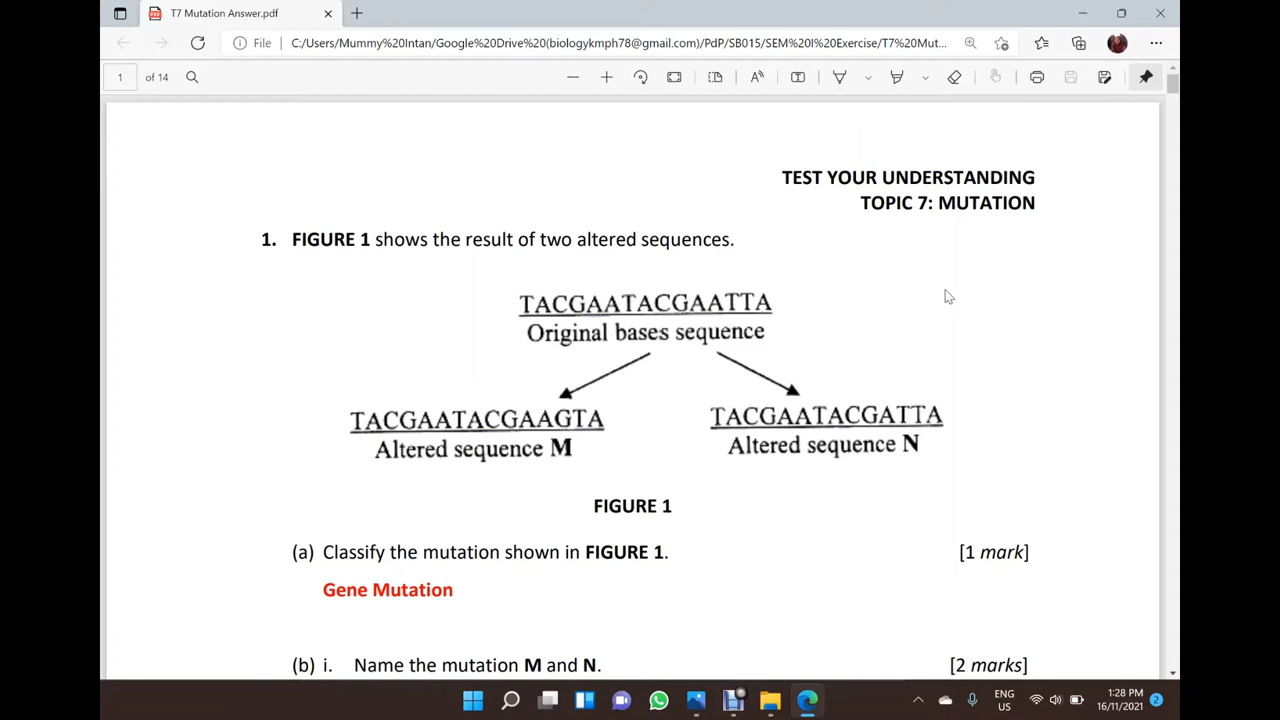 T7 Mutation Answer.pdf
File
C:/Users/Mummy%20Intan/Google%20Drive%20(biologykmph78@gmail.com)/PdP/SB015/SEM%20I%20Exercise/T7%20Mut...
1 of 14
TEST YOUR UNDERSTANDING
TOPIC 7: MUTATION
1. FIGURE 1 shows the result of two altered sequences.
TACGAATACGAATTA
Original bases sequence
TACGAATACGAAGTA
Altered sequence M
TACGAATACGATTA
Altered sequence N
FIGURE 1
(a) Classify the mutation shown in FIGURE 1. [1 mark]
Gene Mutation
(b) i. Name the mutation M and N. [2 marks]
ENG
US
1:28 PM
16/11/2021
2